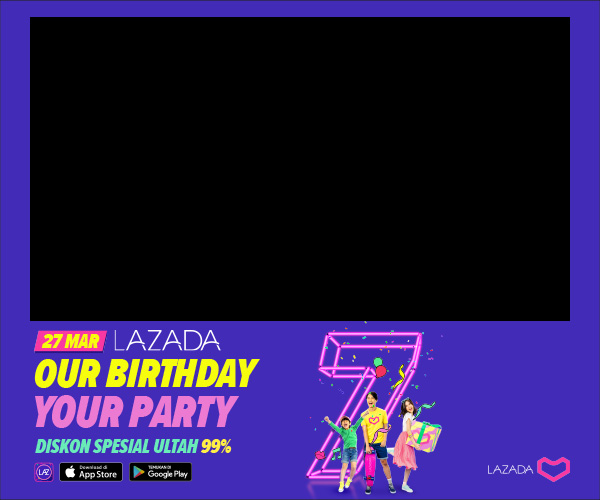 27 MAR LAZADA
OUR BIRTHDAY
YOUR PARTY
DISKON SPESIAL ULTAH 99%
LAZ Download di App Store TEMUKAN DI Google Play
7
LAZADA